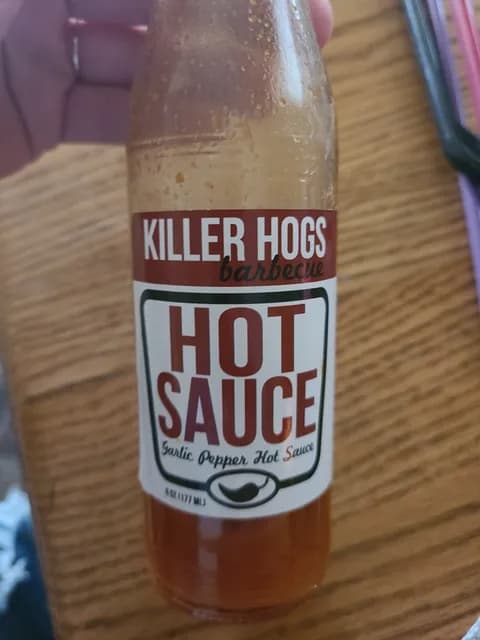 KILLER HOGS
barbecue
HOT
SAUCE
Garlic Pepper Hot Sauce
6 OZ (177 ML)